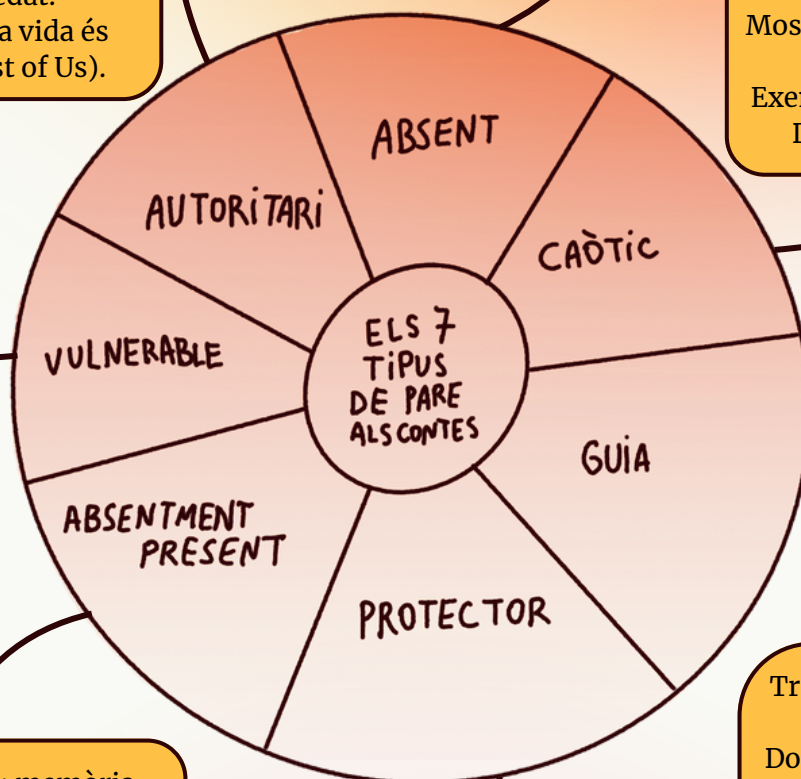 a vida és
st of Us).
Mos
Exe
ABSENT
AUTORITARI
CAÒTIC
VULNERABLE
ELS 7
TIPUS
DE PARE
ALS CONTES
GUIA
ABSENTMENT
PRESENT
PROTECTOR
Tr
Do
memòria